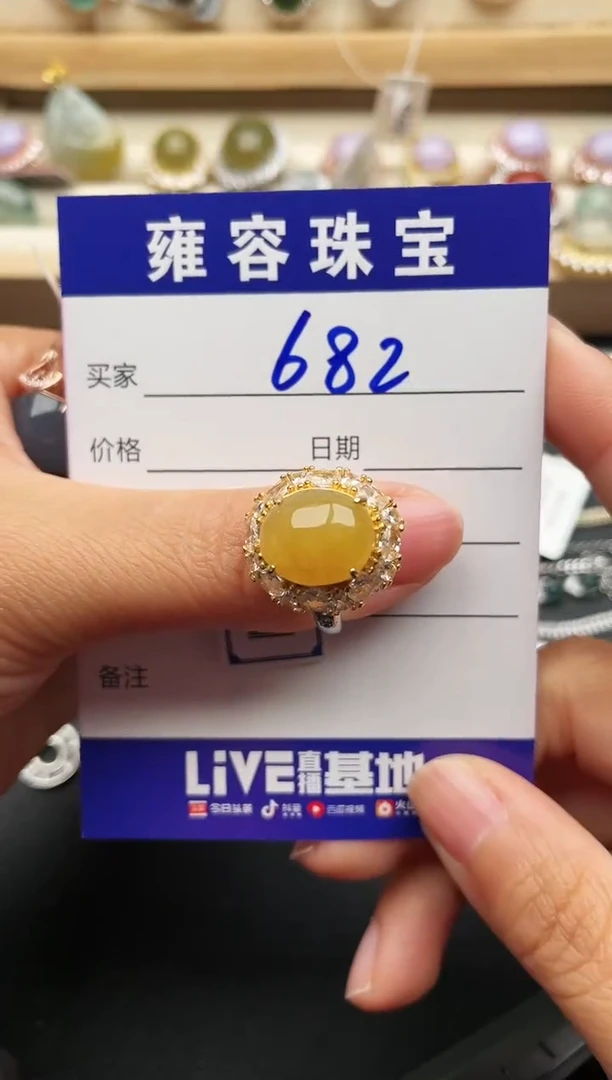 雍容珠宝
买家 682
价格 日期
备注
LiVE直播基地
今日头条 抖音 西瓜视频 火山